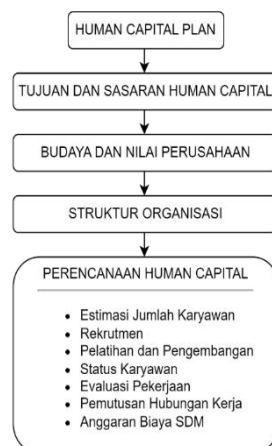 HUMAN CAPITAL PLAN
TUJUAN DAN SASARAN HUMAN CAPITAL
BUDAYA DAN NILAI PERUSAHAAN
STRUKTUR ORGANISASI
PERENCANAAN HUMAN CAPITAL
• Estimasi Jumlah Karyawan
• Rekrutmen
• Pelatihan dan Pengembangan
• Status Karyawan
• Evaluasi Pekerjaan
• Pemutusan Hubungan Kerja
• Anggaran Biaya SDM